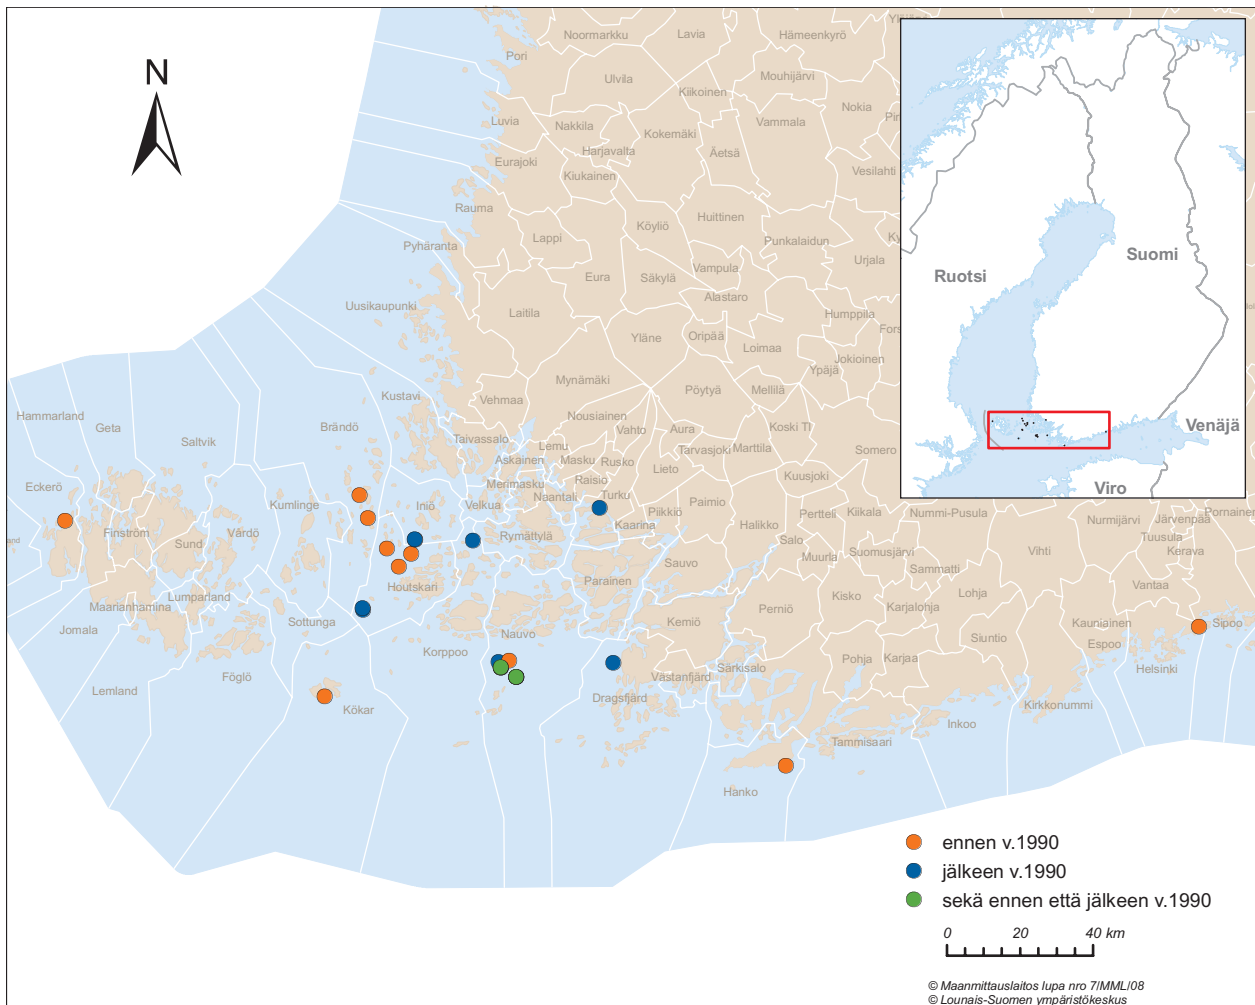 N
Noormarkku
Lavia
Hämeenkyrö
Pori
Ulvila
Mouhijärvi
Kiikoinen
Nokia
Luvia
Nakkila
Kokemäki
Vammala
Harjavalta
Äetsä
Eurajoki
Kiukainen
Vesilahti
Rauma
Huittinen
Köyliö
Lappi
Punkalaidun
Pyhäranta
Eura
Säkylä
Vampula
Urjala
Alastaro
Uusikaupunki
Laitila
Humppila
Yläne
Oripää
Loimaa
Jokioinen
Ypäjä
Mynämäki
Pöytyä
Mellilä
Kustavi
Vehmaa
Hammarland
Geta
Saltvik
Brändö
Nousiainen
Vahto
Aura
Koski Tl
Taivassalo
Lemu
Askainen
Masku
Rusko
Tarvasjoki
Marttila
Somero
Eckerö
Kumlinge
Iniö
Velkua
Merimasku
Naantali
Raisio
Turku
Lieto
Kuusjoki
Finström
Sund
Vårdö
Rymättylä
Kaarina
Piikkiö
Paimio
Halikko
Pertteli
Kiikala
Nummi-Pusula
Nurmijärvi
Järvenpää
Pornainen
Tuusula
Kerava
Salo
Muurla
Suomusjärvi
Vihti
Sammatti
Vantaa
Maarianhamina
Lumparland
Houtskari
Parainen
Sauvo
Kisko
Lohja
Jomala
Sottunga
Kemiö
Perniö
Karjalohja
Kauniainen
Sipoo
Nauvo
Siuntio
Espoo
Korppoo
Särkisalo
Pohja
Karjaa
Helsinki
Lemland
Föglö
Västanfjärd
Dragsfjärd
Kökar
Kirkkonummi
Inkoo
Tammisaari
Hanko
Ruotsi
Suomi
Venäjä
Viro
ennen v.1990
jälkeen v.1990
sekä ennen että jälkeen v.1990
0 20 40 km
© Maanmittauslaitos lupa nro 7/MML/08
© Lounais-Suomen ympäristökeskus